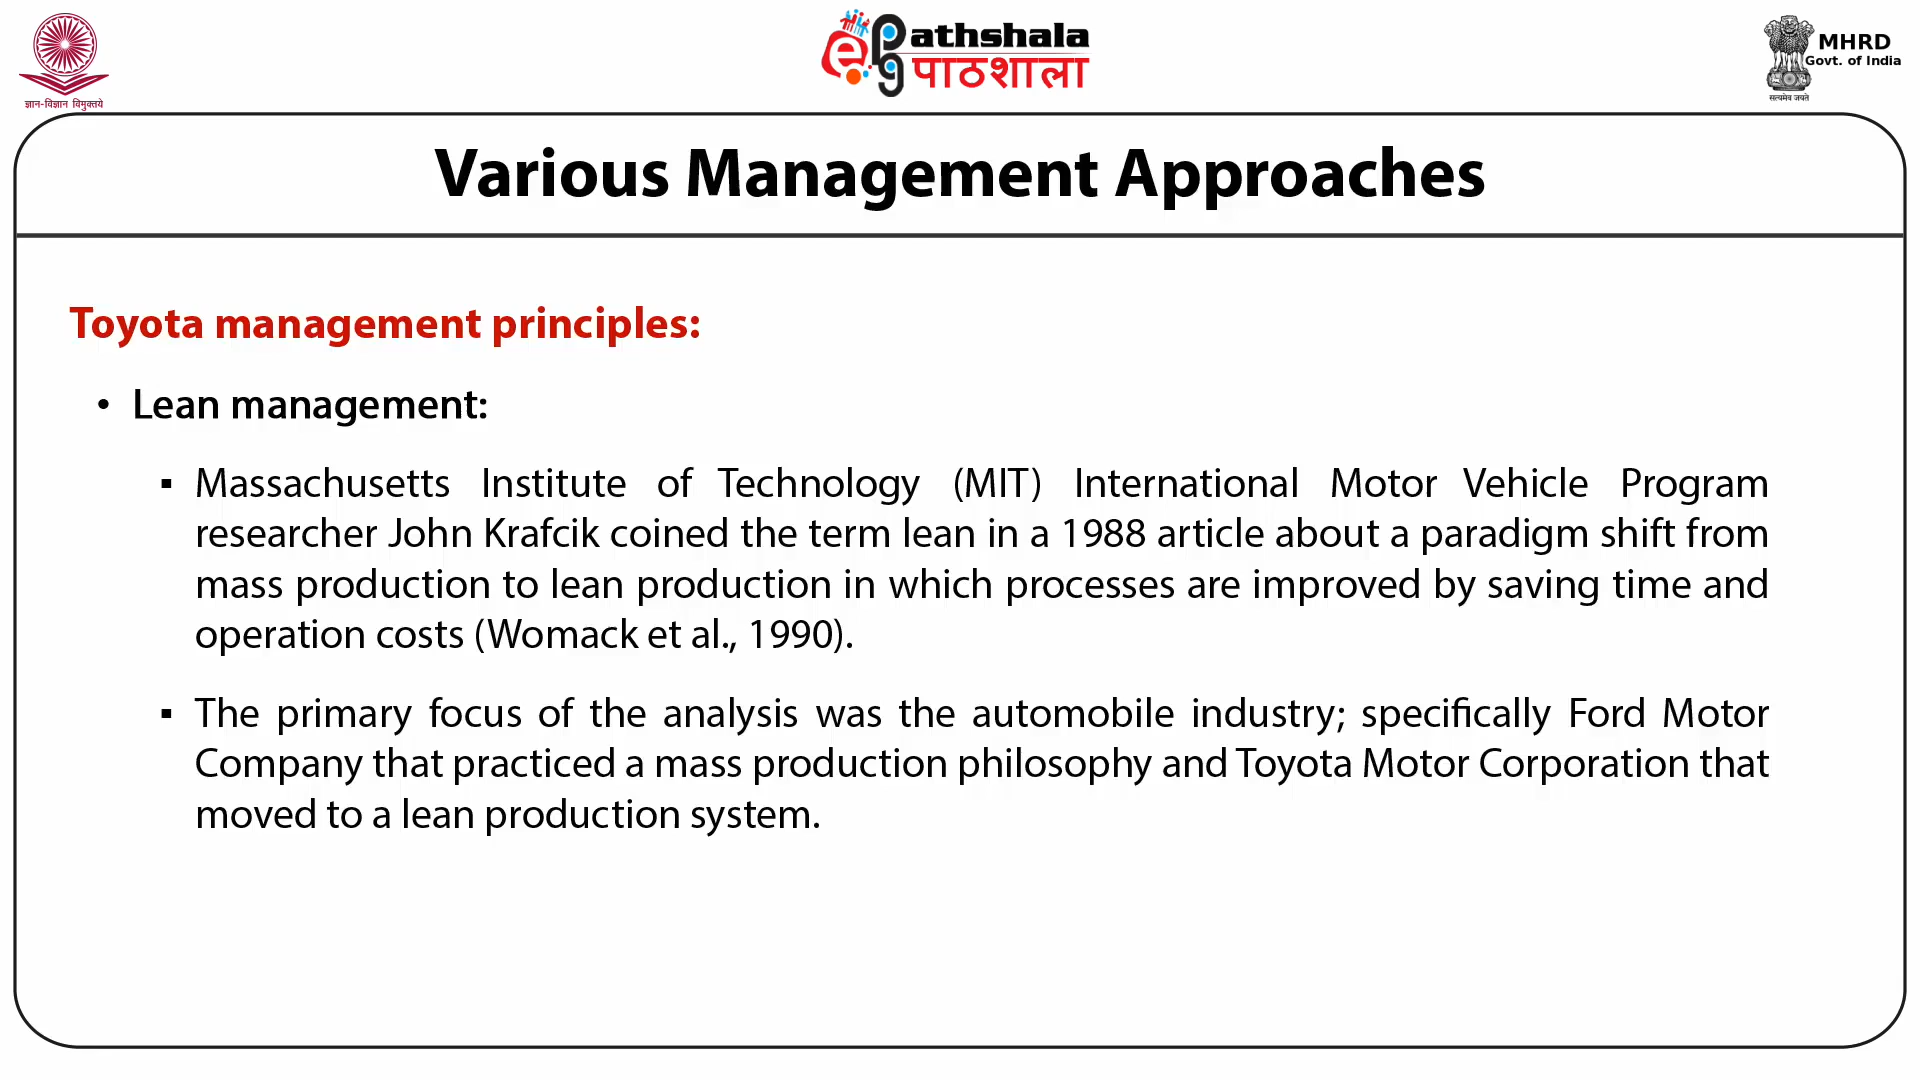 ज्ञान-विज्ञान विमुक्तये
e Pg athshala
पाठशाला
MHRD
Govt. of India
सत्यमेव जयते
Various Management Approaches
Toyota management principles:
• Lean management:
▪ Massachusetts Institute of Technology (MIT) International Motor Vehicle Program
researcher John Krafcik coined the term lean in a 1988 article about a paradigm shift from
mass production to lean production in which processes are improved by saving time and
operation costs (Womack et al., 1990).
▪ The primary focus of the analysis was the automobile industry; specifically Ford Motor
Company that practiced a mass production philosophy and Toyota Motor Corporation that
moved to a lean production system.